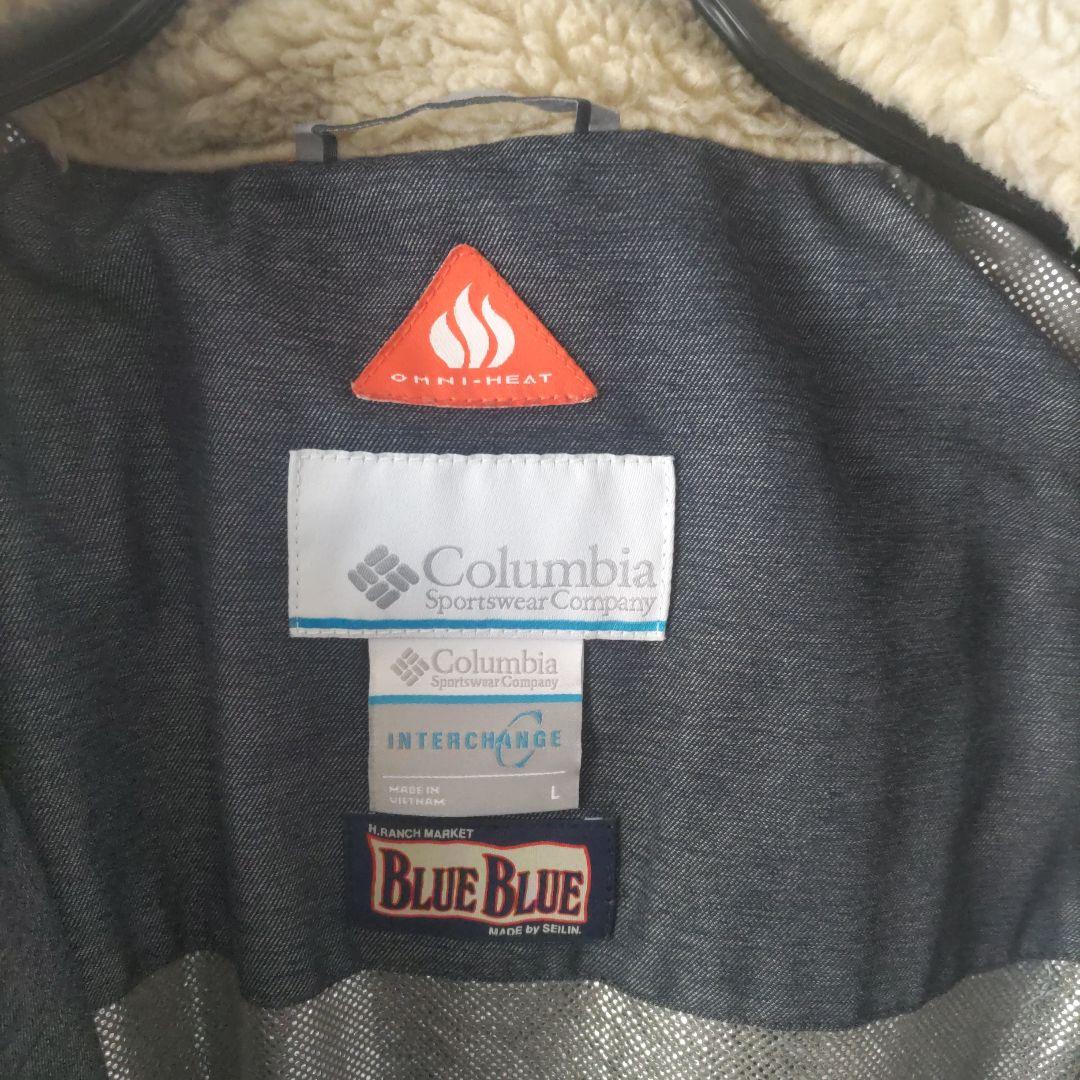 OMNI-HEAT
Columbia
Sportswear Company
Columbia
Sportswear Company
INTERCHANGE
MADE IN
VIETNAM
L
H.RANCH MARKET
BLUE BLUE
MADE by SEILIN.